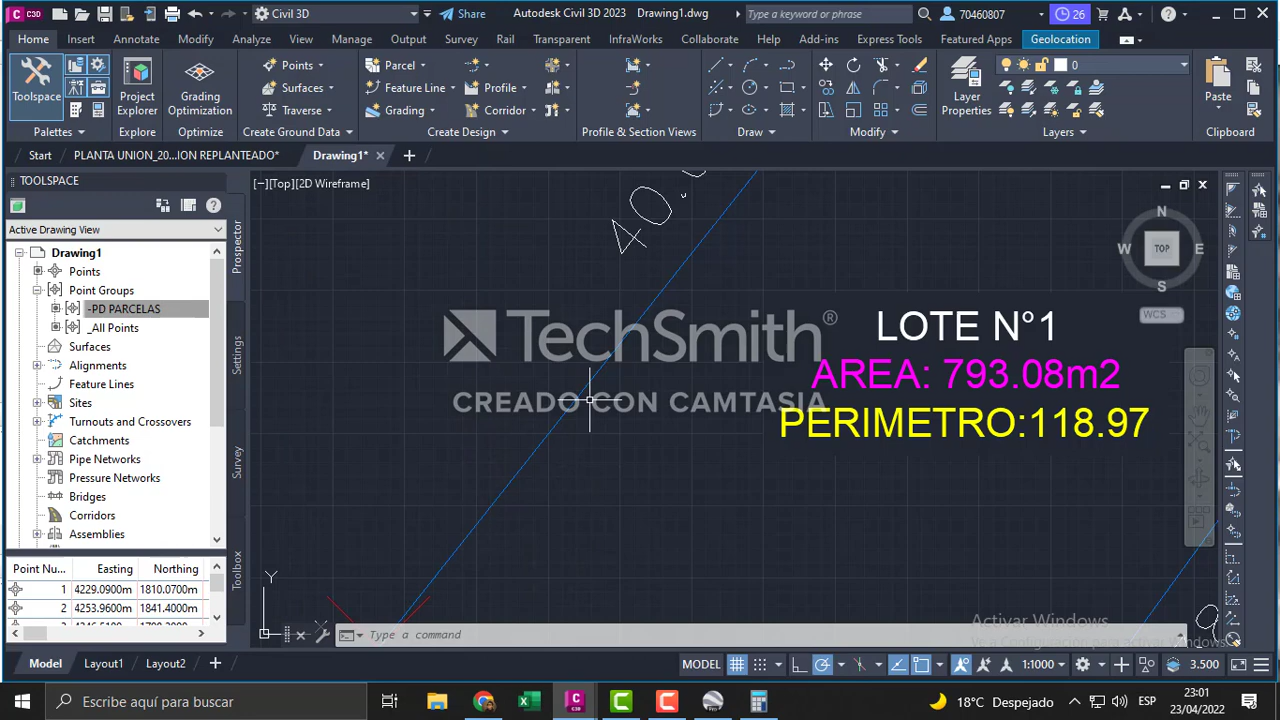 Civil 3D
Share
Autodesk Civil 3D 2023 Drawing1.dwg
Type a keyword or phrase
70460807
26
Home Insert Annotate Modify Analyze View Manage Output Survey Rail Transparent InfraWorks Collaborate Help Add-ins Express Tools Featured Apps Geolocation
Toolspace
Project Explorer
Grading Optimization
Points
Surfaces
Traverse
Parcel
Feature Line
Grading
Profile
Corridor
Layer Properties
0
Paste
Palettes Explore Optimize Create Ground Data Create Design Profile & Section Views Draw Modify Layers Clipboard
Start PLANTA UNION_20...ION REPLANTEADO* Drawing1*
TOOLSPACE
Active Drawing View
Drawing1
Points
Point Groups
-PD PARCELAS
_All Points
Surfaces
Alignments
Feature Lines
Sites
Turnouts and Crossovers
Catchments
Pipe Networks
Pressure Networks
Bridges
Corridors
Assemblies
Prospector
Settings
Survey
Toolbox
Point Nu... Easting Northing
1 4229.0900m 1810.0700m
2 4253.9600m 1841.4000m
[−][Top][2D Wireframe]
N
W TOP E
S
WCS
TechSmith®
CREADO CON CAMTASIA
LOTE N°1
AREA: 793.08m2
PERIMETRO:118.97
Y
X
Activar Windows
Ve a Configuración para activar Windows.
Type a command
Model Layout1 Layout2
MODEL
1:1000
3.500
Escribe aquí para buscar
18°C Despejado
ESP
23:01
23/04/2022